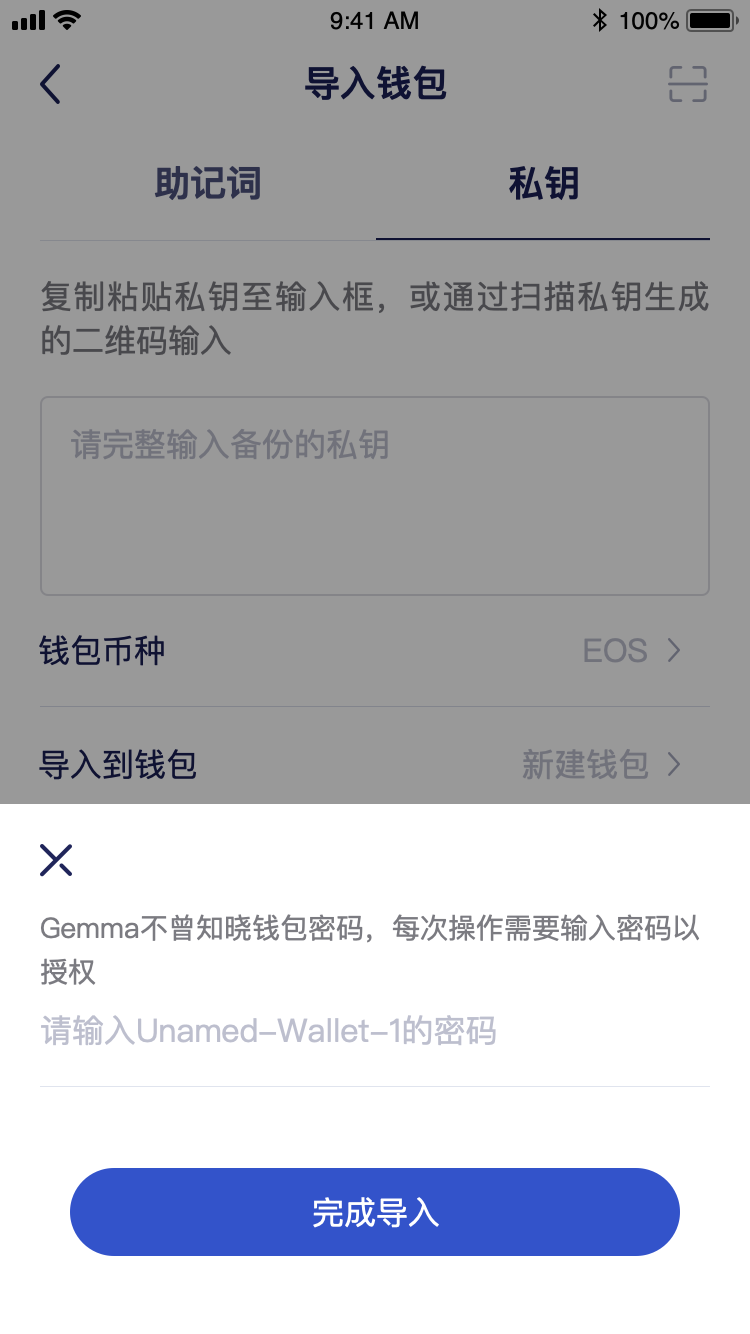 9:41 AM
100%
导入钱包
助记词
私钥
复制粘贴私钥至输入框，或通过扫描私钥生成
的二维码输入
请完整输入备份的私钥
钱包币种
EOS
导入到钱包
新建钱包
Gemma不曾知晓钱包密码，每次操作需要输入密码以
授权
请输入Unamed-Wallet-1的密码
完成导入